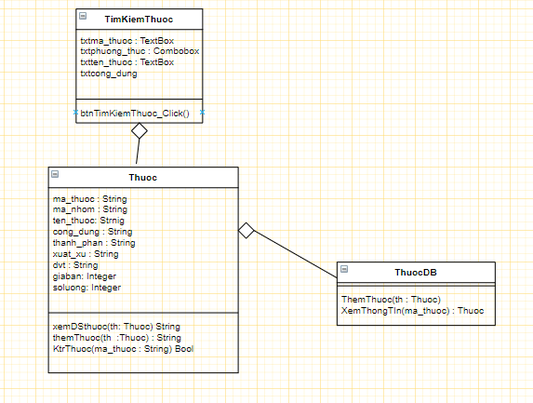 TimKiemThuoc
txtma_thuoc : TextBox
txtphuong_thuc : Combobox
txtten_thuoc : TextBox
txtcong_dung
btnTimKiemThuoc_Click()
Thuoc
ma_thuoc : String
ma_nhom : String
ten_thuoc: Strnig
cong_dung : String
thanh_phan : String
xuat_xu : String
dvt : String
giaban: Integer
soluong: Integer
xemDSthuoc(th: Thuoc) String
themThuoc(th :Thuoc) : String
KtrThuoc(ma_thuoc : String) Bool
ThuocDB
ThemThuoc(th : Thuoc)
XemThongTIn(ma_thuoc) : Thuoc